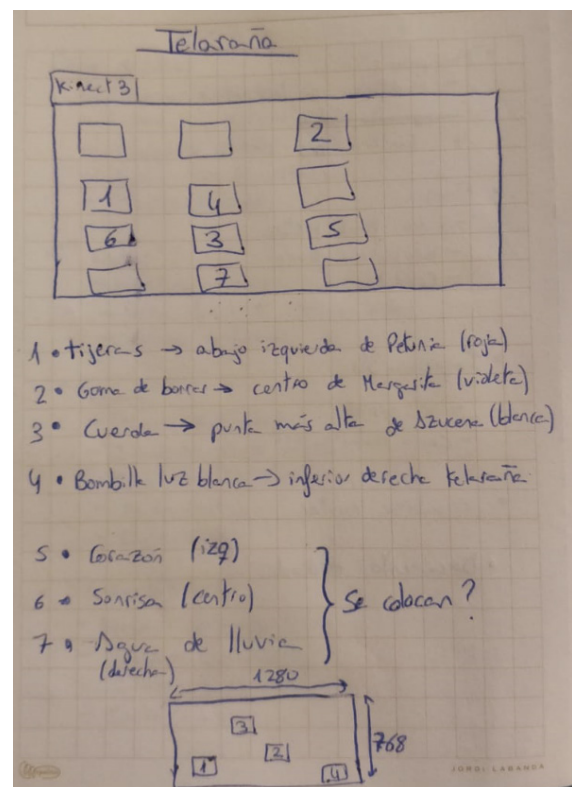 Telaraña
Kinect 3
2
1 4
6 3 5
7
1 • tijeras → abajo izquierda de Petunia (roja)
2 • Goma de borrar → centro de Margarita (violeta)
3 • Cuerda → punta más alta de Azucena (blanca)
4 • Bombilla luz blanca → inferior derecha telaraña
5 • Corazón (izq)
6 • Sonrisa (centro)
7 • Agua de lluvia
(derecha)
} Se colocan?
1280
3
2 768
1 4
JORDI LABANDA